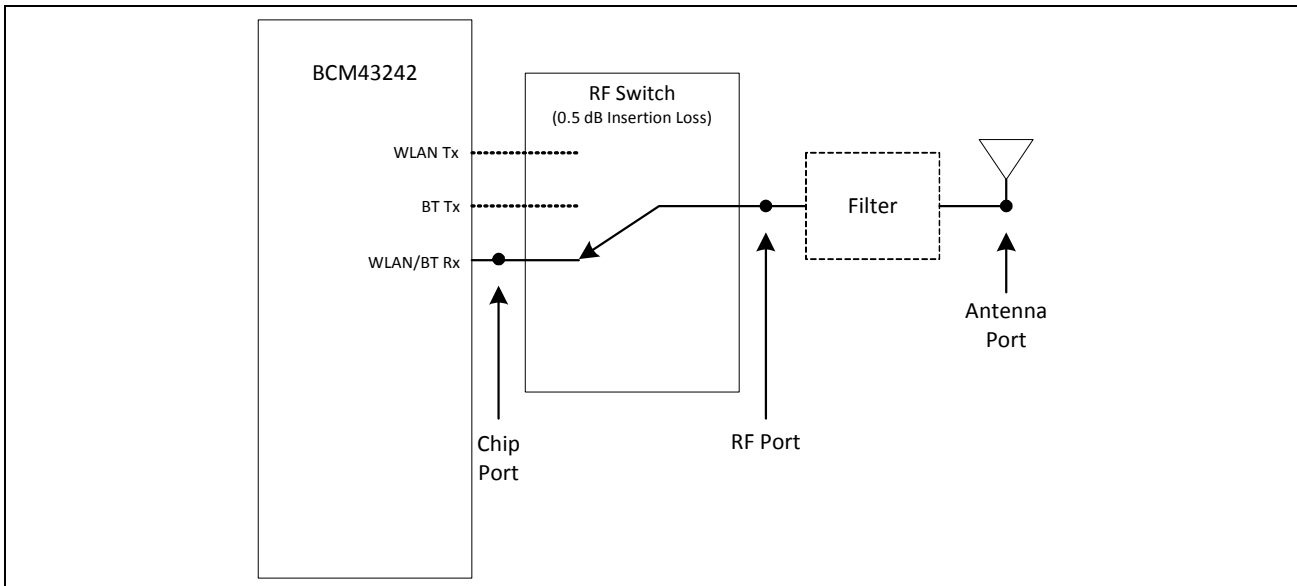 BCM43242
RF Switch
(0.5 dB Insertion Loss)
WLAN Tx
BT Tx
WLAN/BT Rx
Filter
Chip
Port
RF Port
Antenna
Port